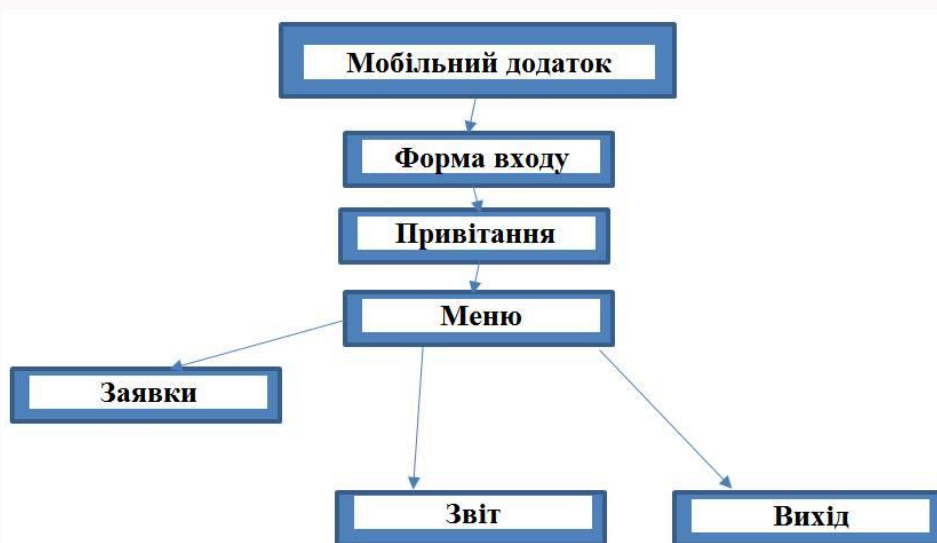 Мобільний додаток
Форма входу
Привітання
Меню
Заявки
Звіт
Вихід